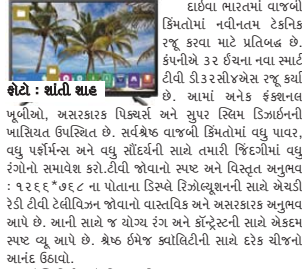 દાઇવા ભારતમાં વાજબી
કિંમતોમાં નવીનતમ ટેકનિક
રજૂ કરવા માટે પ્રતિબદ્ધ છે.
કંપનીએ ૩૨ ઈંચના નવા સ્માર્ટ
ટીવી ડી૩૨સી૪એસ રજૂ કર્યા
ફોટો : શાંતી શાહ
છે. આમાં અનેક ફંકશનલ
ખૂબીઓ, અસરકારક પિક્ચર્સ અને સુપર સ્લિમ ડિઝાઇનની
ખાસિયત ઉપસ્થિત છે. સર્વશ્રેષ્ઠ વાજબી કિંમતોમાં વધુ પાવર,
વધુ પર્ફોર્મન્સ અને વધુ સૌંદર્યની સાથે તમારી જિંદગીમાં વધુ
રંગોનો સમાવેશ કરો.ટીવી જોવાનો સ્પષ્ટ અને વિસ્તૃત અનુભવ
: ૧૨૬૬*૭૬૮ ના પોતાના ડિસ્પ્લે રિઝોલ્યૂશનની સાથે એચડી
રેડી ટીવી ટેલીવિઝન જોવાનો વાસ્તવિક અને અસરકારક અનુભવ
આપે છે. આની સાથે જ યોગ્ય રંગ અને કૉન્ટ્રેસ્ટની સાથે એકદમ
સ્પષ્ટ વ્યૂ આપે છે. શ્રેષ્ઠ ઈમેજ ક્વૉલિટીની સાથે દરેક ચીજનો
આનંદ ઉઠાવો.